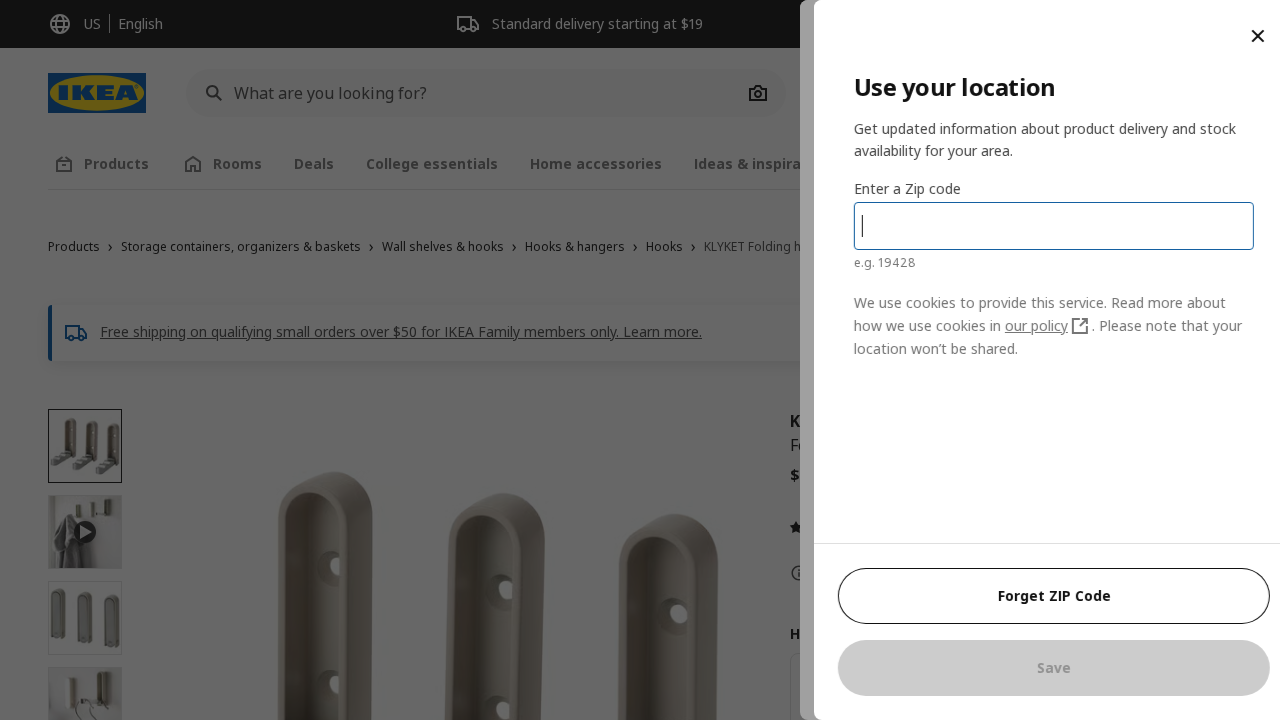 US
English
Standard delivery starting at $19
IKEA
What are you looking for?
Products
Rooms
Deals
College essentials
Home accessories
Ideas & inspira
Products › Storage containers, organizers & baskets › Wall shelves & hooks › Hooks & hangers › Hooks › KLYKET Folding h
Free shipping on qualifying small orders over $50 for IKEA Family members only. Learn more.
K
Fo
$
H
Use your location
Get updated information about product delivery and stock
availability for your area.
Enter a Zip code
e.g. 19428
We use cookies to provide this service. Read more about
how we use cookies in our policy . Please note that your
location won’t be shared.
Forget ZIP Code
Save